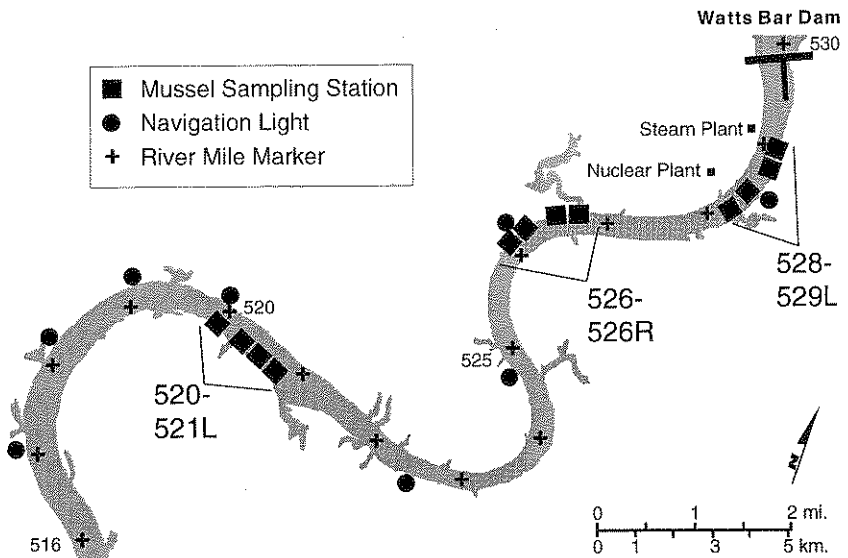 Watts Bar Dam
530
Mussel Sampling Station
Navigation Light
River Mile Marker
Steam Plant
Nuclear Plant
528-
529L
526-
526R
520
525
520-
521L
516
N
0 1 2 mi.
0 1 3 5 km.